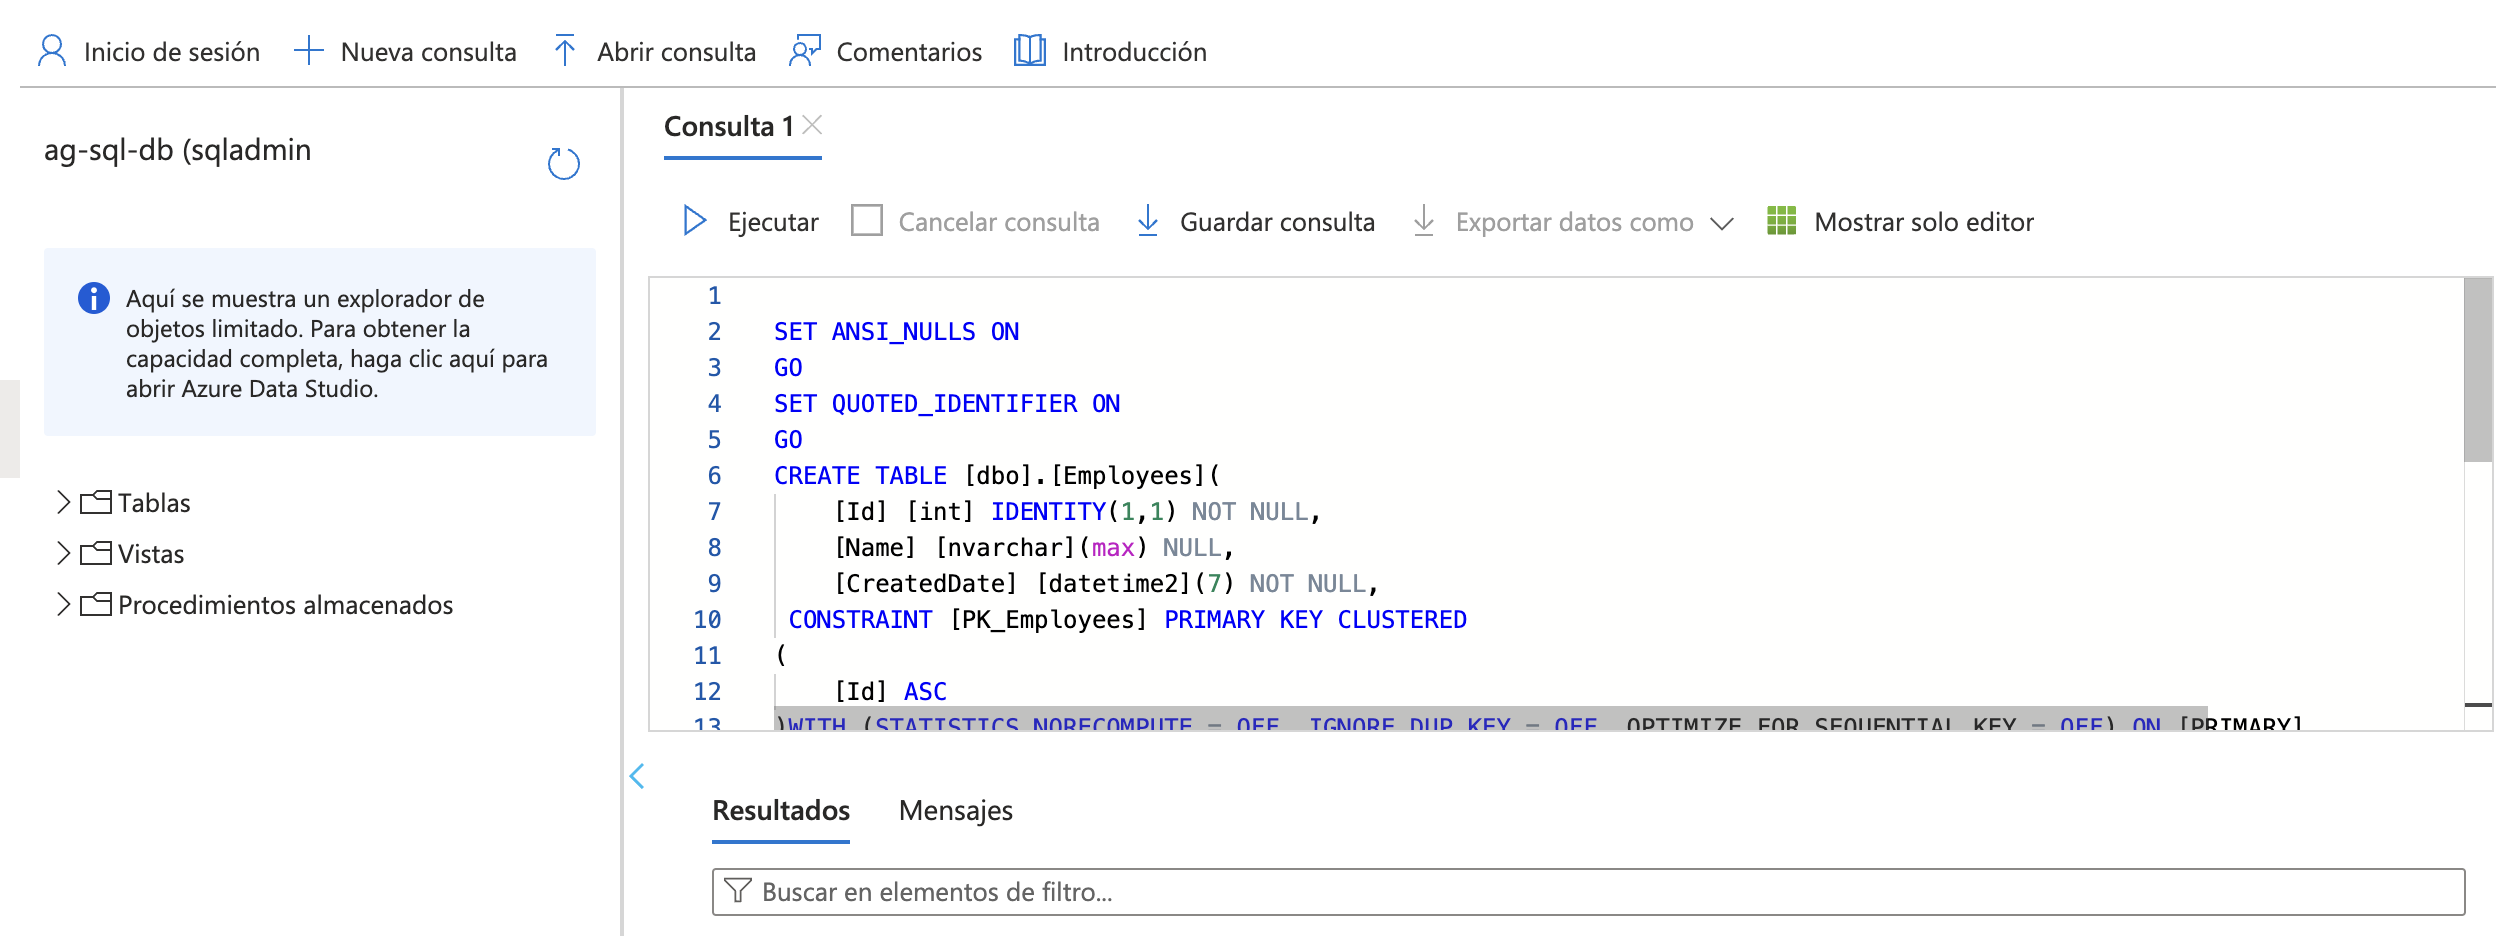 Inicio de sesión Nueva consulta Abrir consulta Comentarios Introducción
ag-sql-db (sqladmin
Aquí se muestra un explorador de
objetos limitado. Para obtener la
capacidad completa, haga clic aquí para
abrir Azure Data Studio.
Tablas
Vistas
Procedimientos almacenados
Consulta 1
Ejecutar Cancelar consulta Guardar consulta Exportar datos como Mostrar solo editor
1
2 SET ANSI_NULLS ON
3 GO
4 SET QUOTED_IDENTIFIER ON
5 GO
6 CREATE TABLE [dbo].[Employees](
7 [Id] [int] IDENTITY(1,1) NOT NULL,
8 [Name] [nvarchar](max) NULL,
9 [CreatedDate] [datetime2](7) NOT NULL,
10 CONSTRAINT [PK_Employees] PRIMARY KEY CLUSTERED
11 (
12 [Id] ASC
13 )WITH (STATISTICS_NORECOMPUTE = OFF, IGNORE_DUP_KEY = OFF, OPTIMIZE_FOR_SEQUENTIAL_KEY = OFF) ON [PRIMARY]
Resultados Mensajes
Buscar en elementos de filtro...